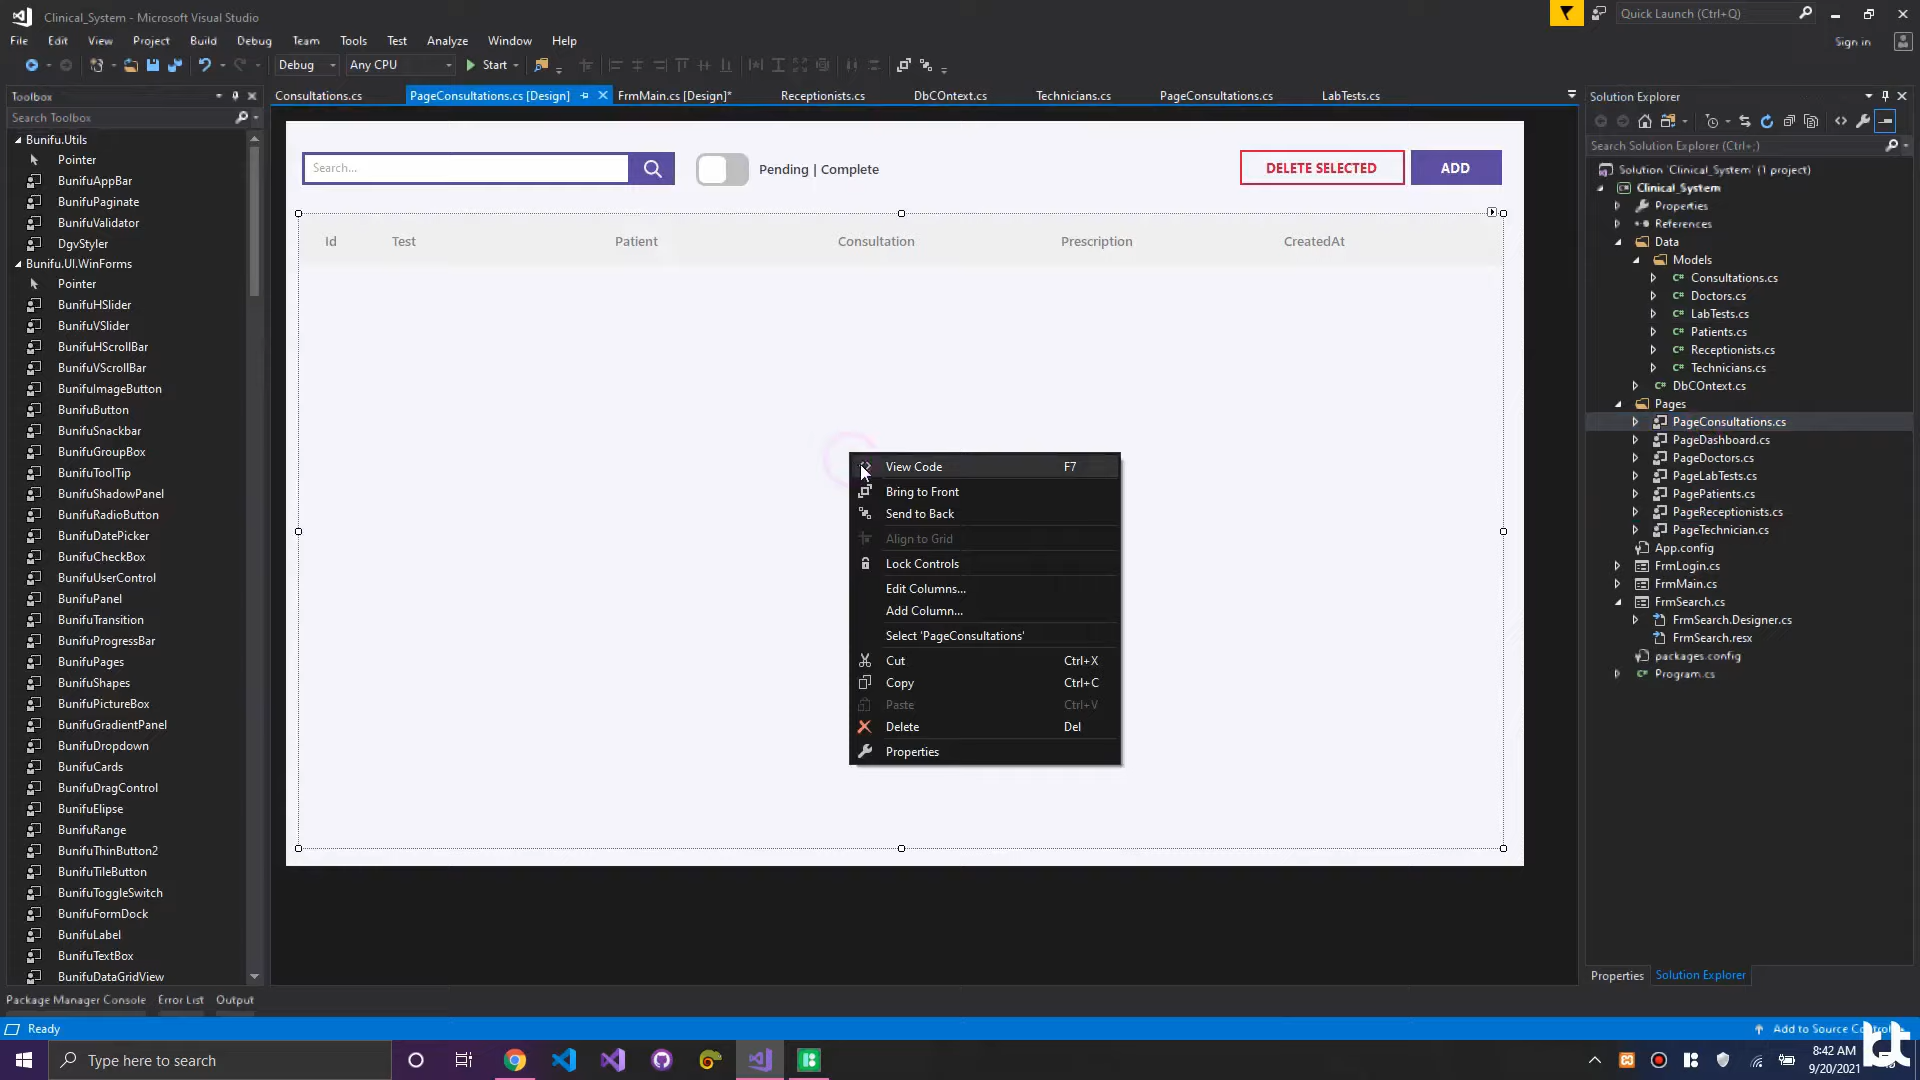 Clinical_System - Microsoft Visual Studio
Quick Launch (Ctrl+Q)
File Edit View Project Build Debug Team Tools Test Analyze Window Help
Sign in
Debug Any CPU Start
Toolbox
Consultations.cs PageConsultations.cs [Design] FrmMain.cs [Design]* Receptionists.cs DbCOntext.cs Technicians.cs PageConsultations.cs LabTests.cs
Solution Explorer
Search Toolbox
Search Solution Explorer (Ctrl+;)
Bunifu.Utils
Pointer
BunifuAppBar
BunifuPaginate
BunifuValidator
DgvStyler
Bunifu.UI.WinForms
Pointer
BunifuHSlider
BunifuVSlider
BunifuHScrollBar
BunifuVScrollBar
BunifuImageButton
BunifuButton
BunifuSnackbar
BunifuGroupBox
BunifuToolTip
BunifuShadowPanel
BunifuRadioButton
BunifuDatePicker
BunifuCheckBox
BunifuUserControl
BunifuPanel
BunifuTransition
BunifuProgressBar
BunifuPages
BunifuShapes
BunifuPictureBox
BunifuGradientPanel
BunifuDropdown
BunifuCards
BunifuDragControl
BunifuElipse
BunifuRange
BunifuThinButton2
BunifuTileButton
BunifuToggleSwitch
BunifuFormDock
BunifuLabel
BunifuTextBox
BunifuDataGridView
Search...
Pending | Complete
DELETE SELECTED
ADD
Id Test Patient Consultation Prescription CreatedAt
View Code F7
Bring to Front
Send to Back
Align to Grid
Lock Controls
Edit Columns...
Add Column...
Select 'PageConsultations'
Cut Ctrl+X
Copy Ctrl+C
Paste Ctrl+V
Delete Del
Properties
Solution 'Clinical_System' (1 project)
Clinical_System
Properties
References
Data
Models
Consultations.cs
Doctors.cs
LabTests.cs
Patients.cs
Receptionists.cs
Technicians.cs
DbCOntext.cs
Pages
PageConsultations.cs
PageDashboard.cs
PageDoctors.cs
PageLabTests.cs
PagePatients.cs
PageReceptionists.cs
PageTechnician.cs
App.config
FrmLogin.cs
FrmMain.cs
FrmSearch.cs
FrmSearch.Designer.cs
FrmSearch.resx
packages.config
Program.cs
Properties Solution Explorer
Package Manager Console Error List Output
Ready
Add to Source
Type here to search
8:42 AM
9/20/2021